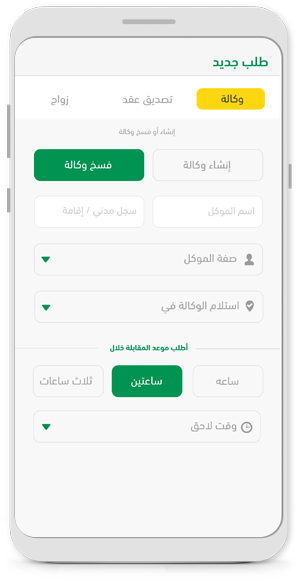 طلب جديد
وكالة تصديق عقد زواج
إنشاء أو فسخ وكالة
إنشاء وكالة فسخ وكالة
اسم الموكل سجل مدني / إقامة
صفة الموكل
استلام الوكالة في
أطلب موعد المقابلة خلال
ساعه ساعتين ثلاث ساعات
وقت لاحق